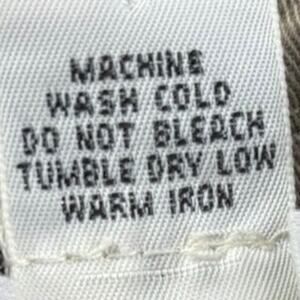 MACHINE
WASH COLD
DO NOT BLEACH
TUMBLE DRY LOW
WARM IRON